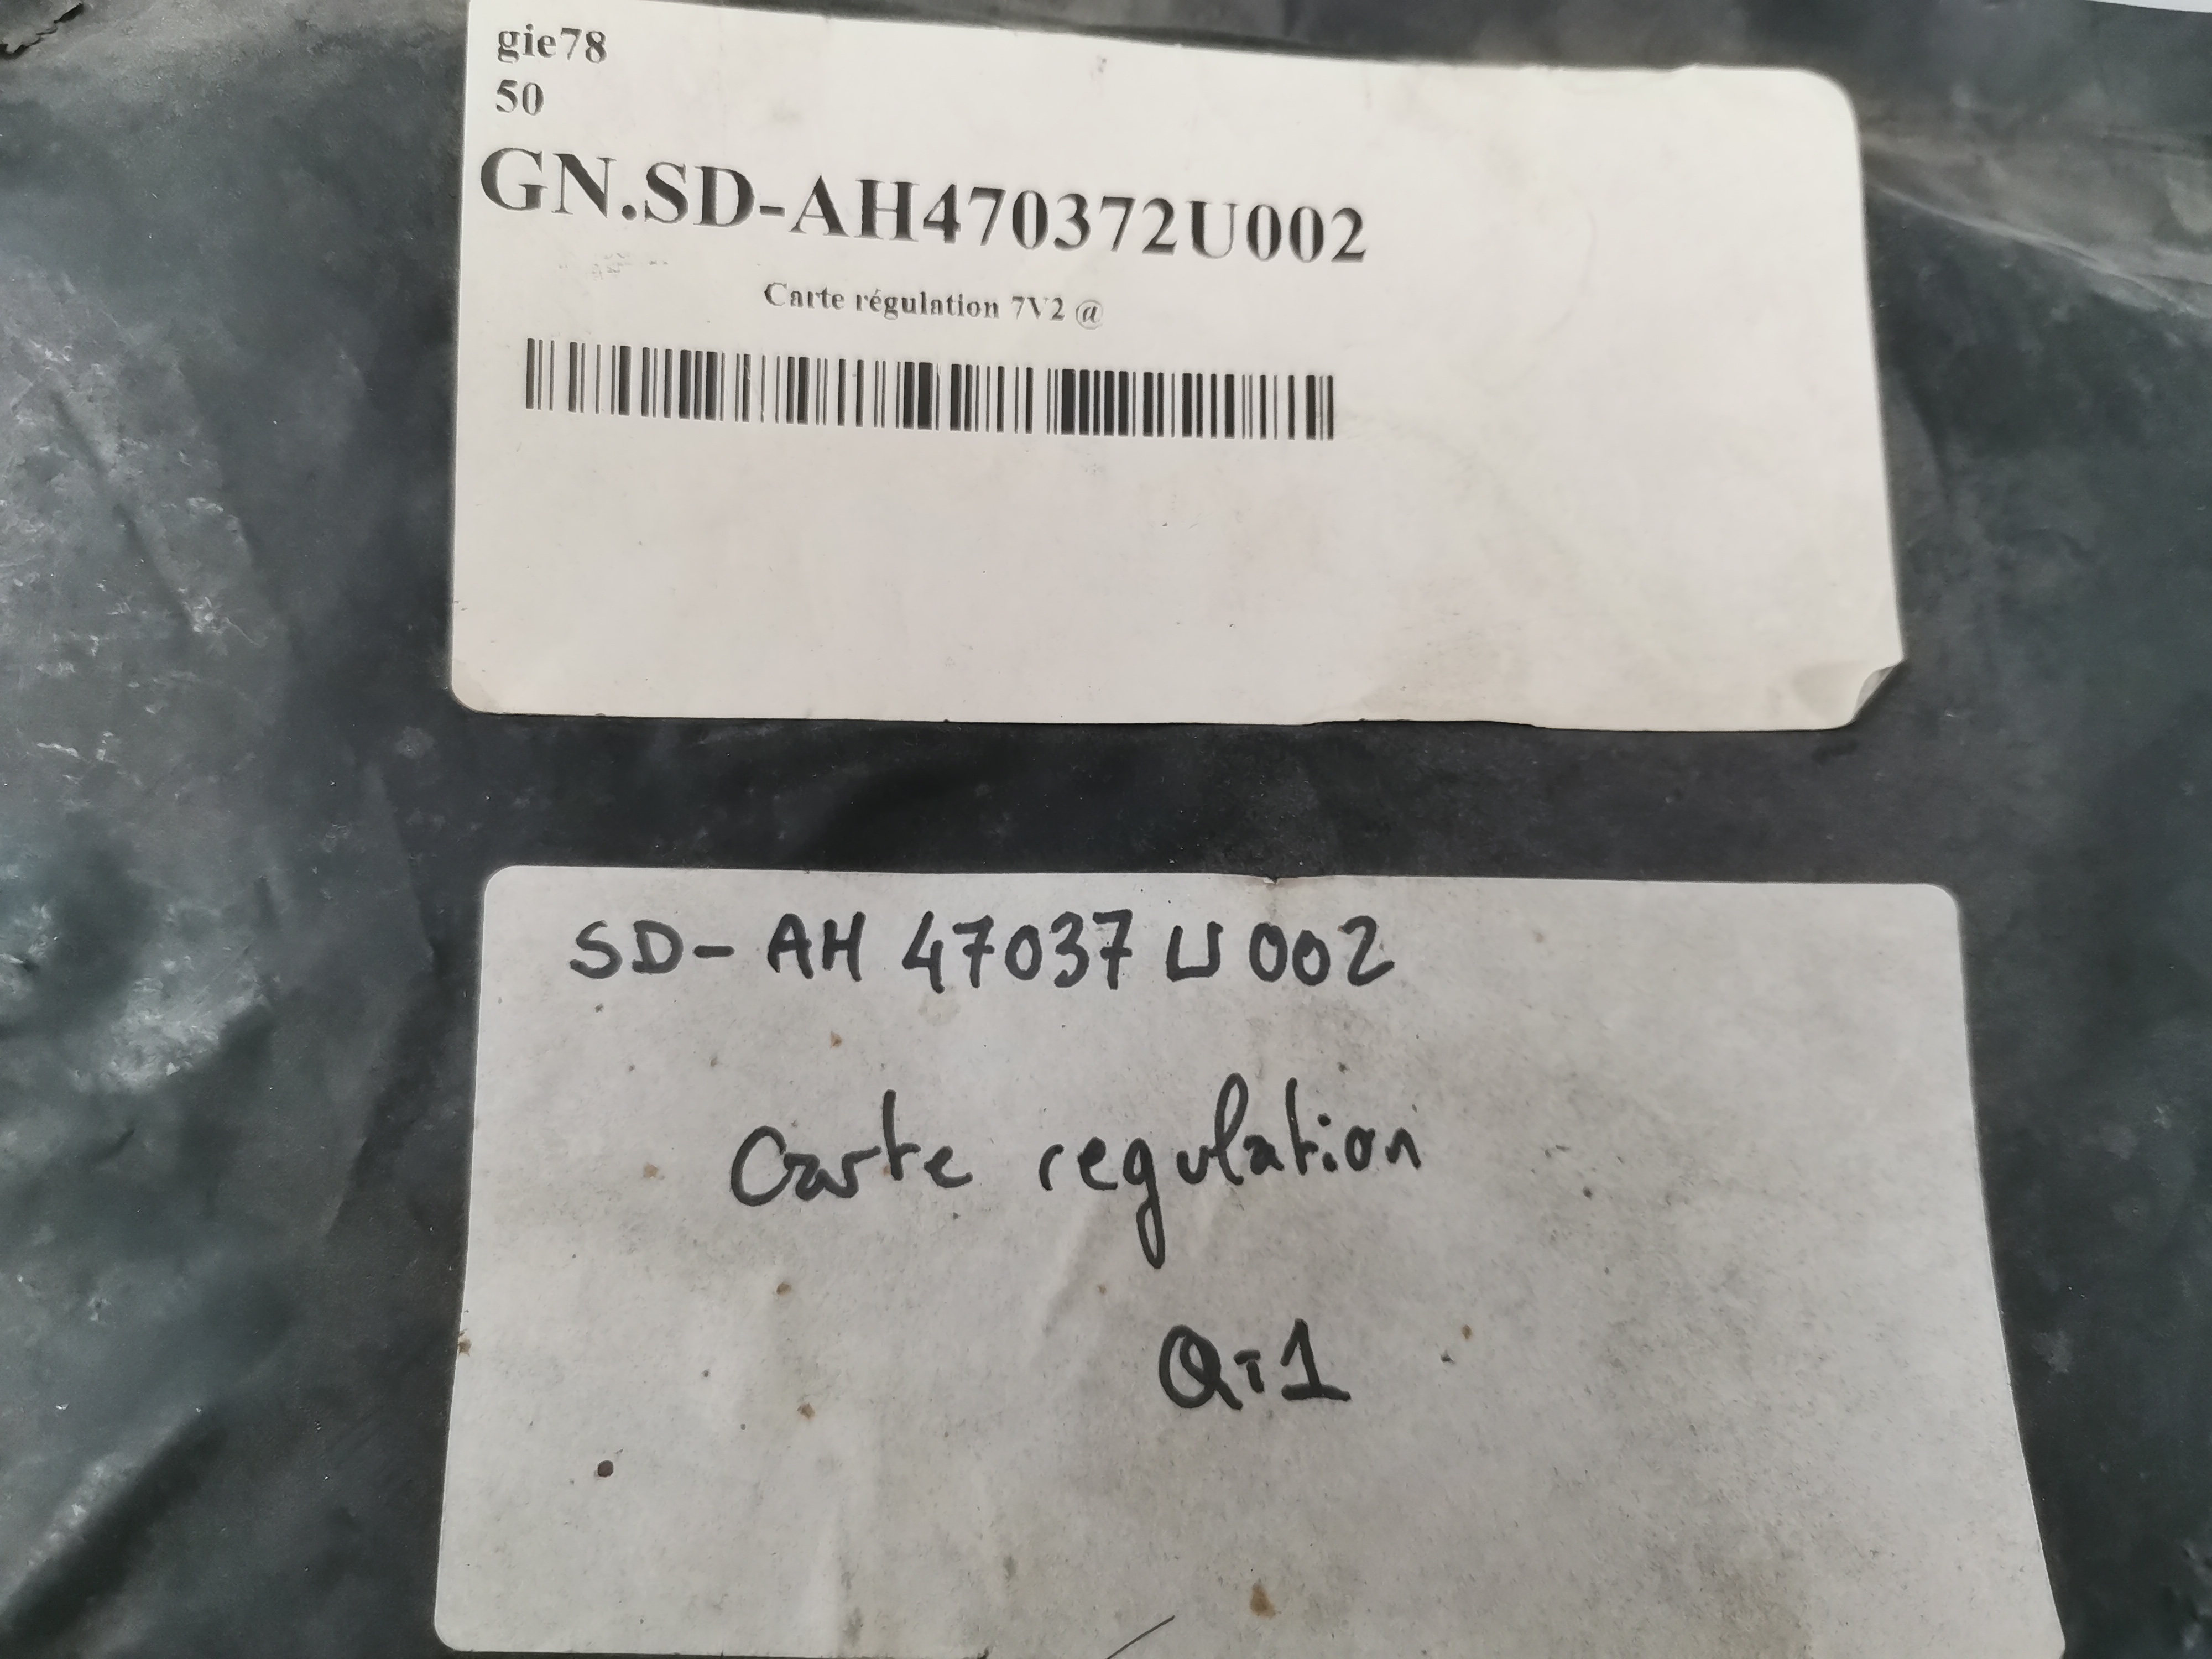 gie78
50
GN.SD-AH470372U002
Carte régulation 7V2 @
SD-AH 47037 U 002
Carte regulation
Q:1